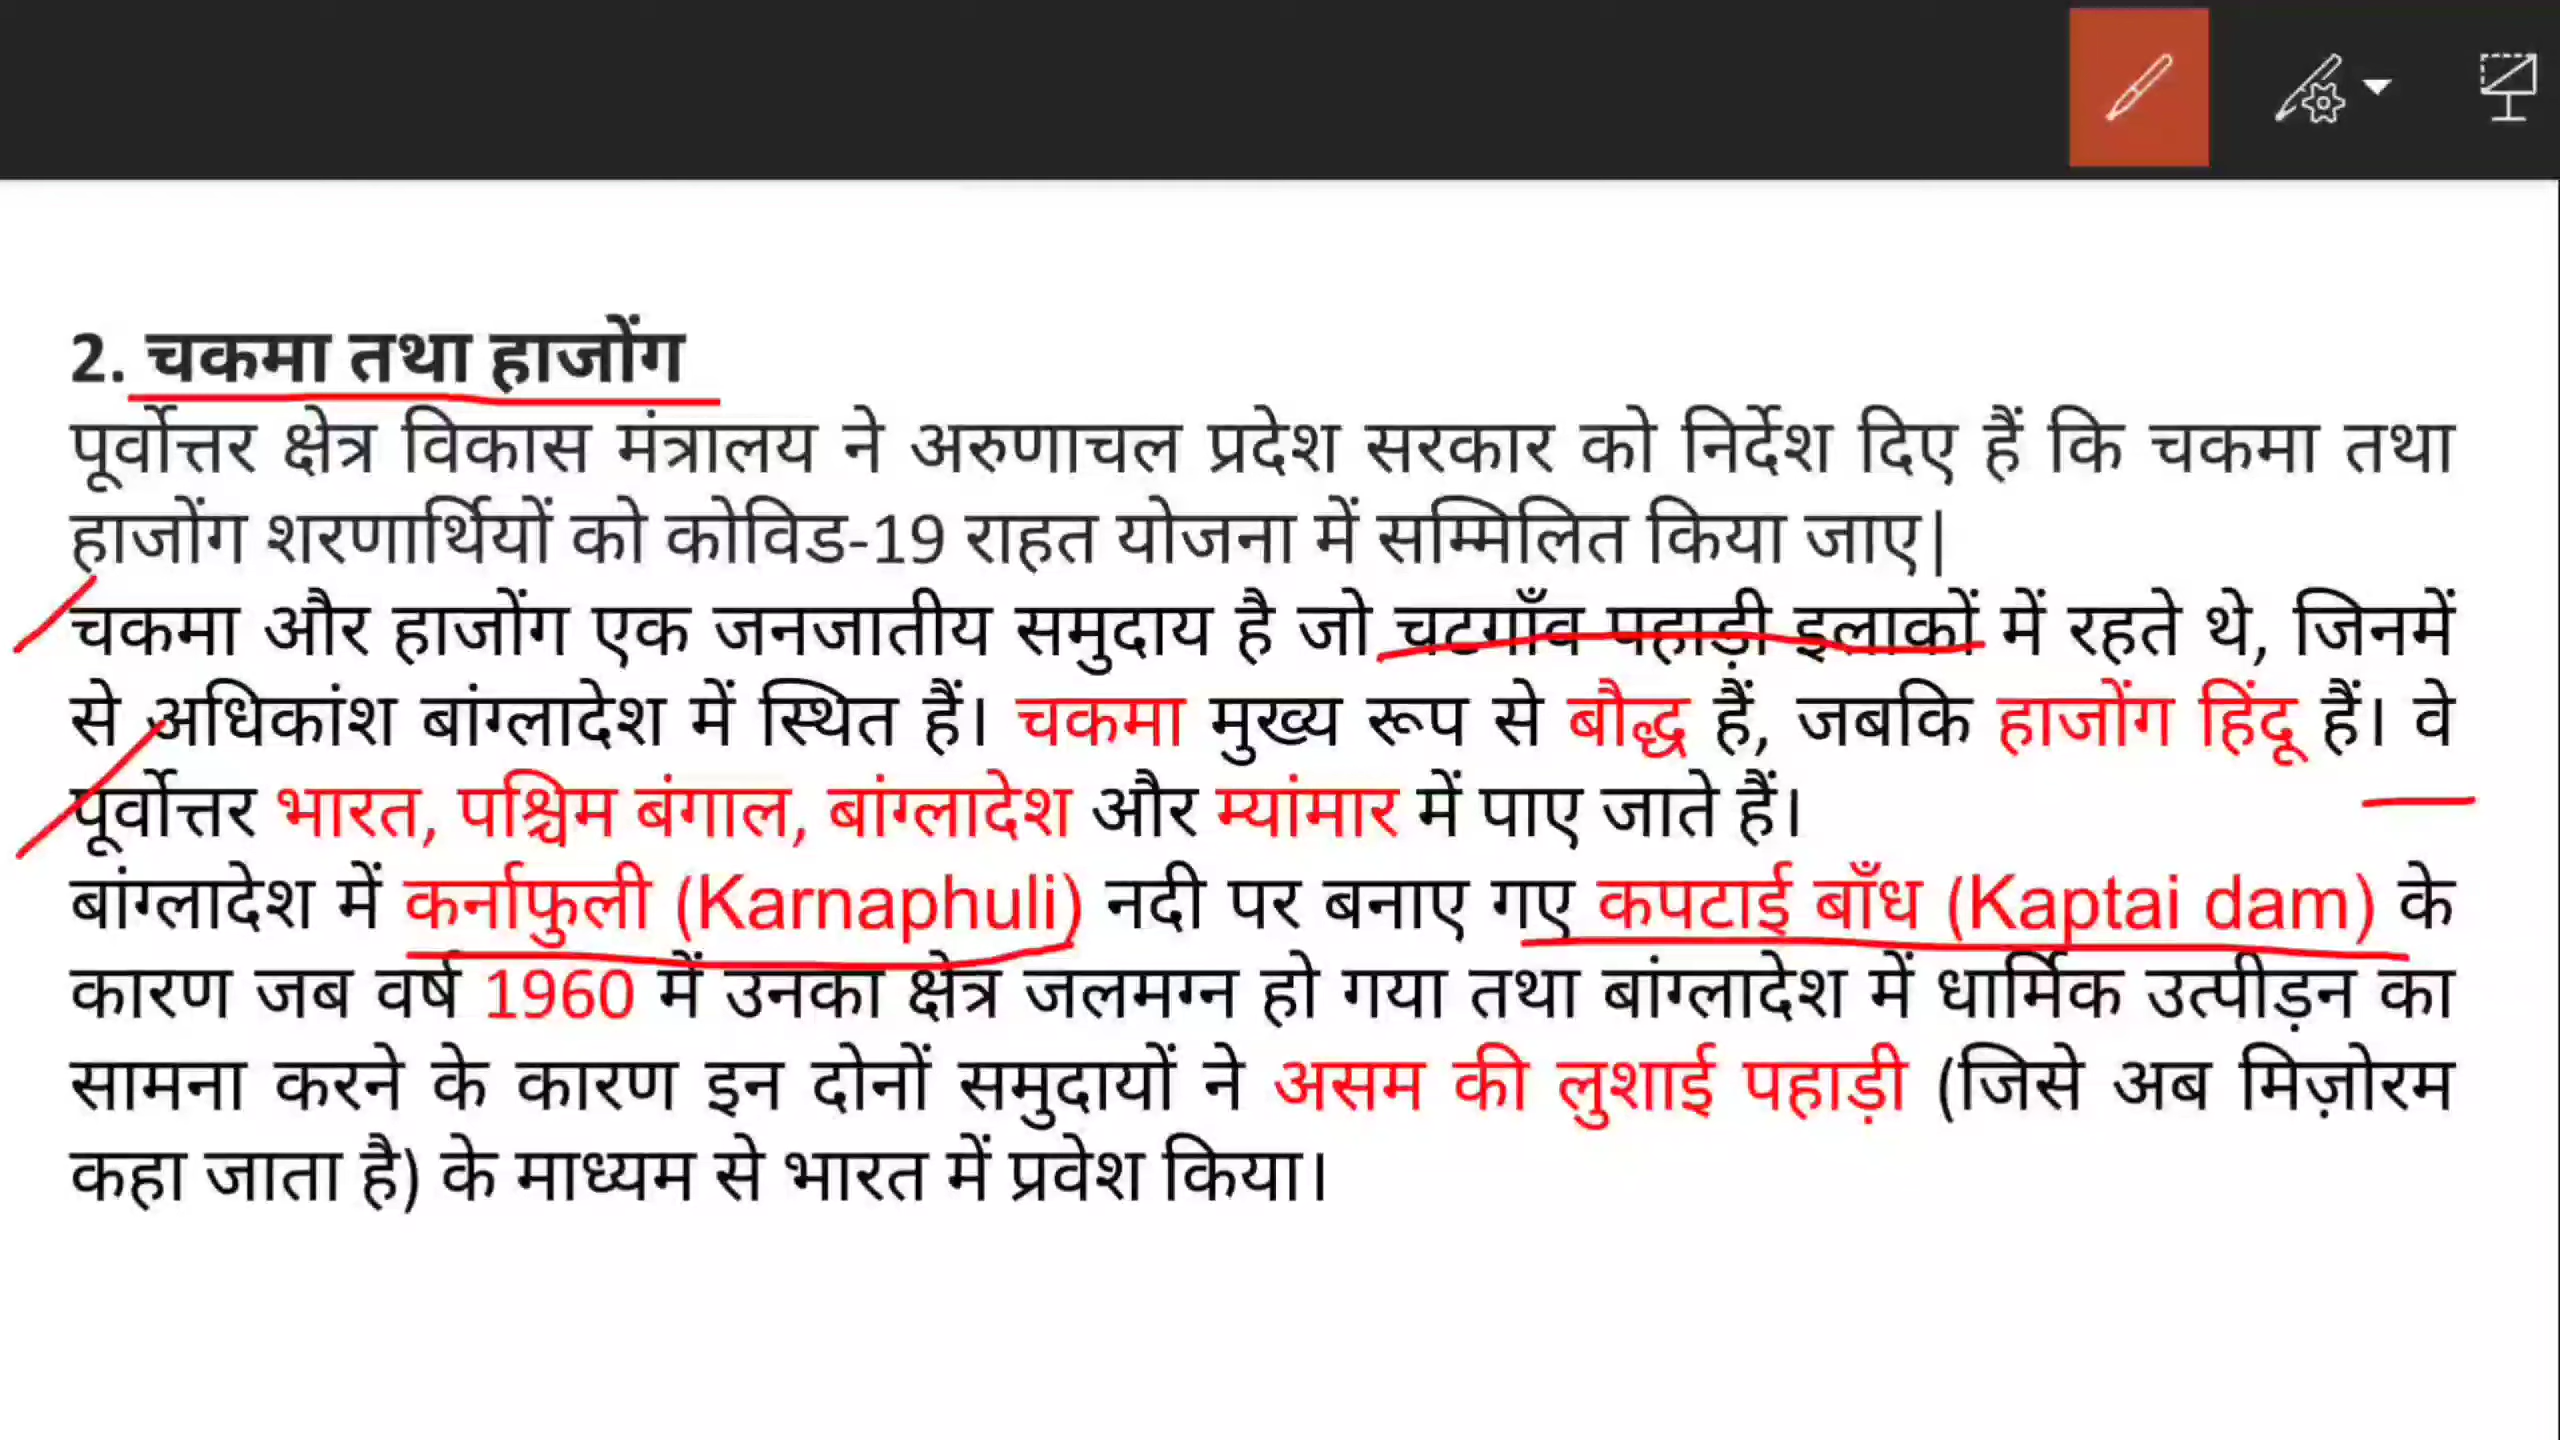 2. चकमा तथा हाजोंग
पूर्वोत्तर क्षेत्र विकास मंत्रालय ने अरुणाचल प्रदेश सरकार को निर्देश दिए हैं कि चकमा तथा
हाजोंग शरणार्थियों को कोविड-19 राहत योजना में सम्मिलित किया जाए|
चकमा और हाजोंग एक जनजातीय समुदाय है जो चटगाँव पहाड़ी इलाकों में रहते थे, जिनमें
से अधिकांश बांग्लादेश में स्थित हैं। चकमा मुख्य रूप से बौद्ध हैं, जबकि हाजोंग हिंदू हैं। वे
पूर्वोत्तर भारत, पश्चिम बंगाल, बांग्लादेश और म्यांमार में पाए जाते हैं।
बांग्लादेश में कर्नाफुली (Karnaphuli) नदी पर बनाए गए कपटाई बाँध (Kaptai dam) के
कारण जब वर्ष 1960 में उनका क्षेत्र जलमग्न हो गया तथा बांग्लादेश में धार्मिक उत्पीड़न का
सामना करने के कारण इन दोनों समुदायों ने असम की लुशाई पहाड़ी (जिसे अब मिज़ोरम
कहा जाता है) के माध्यम से भारत में प्रवेश किया।